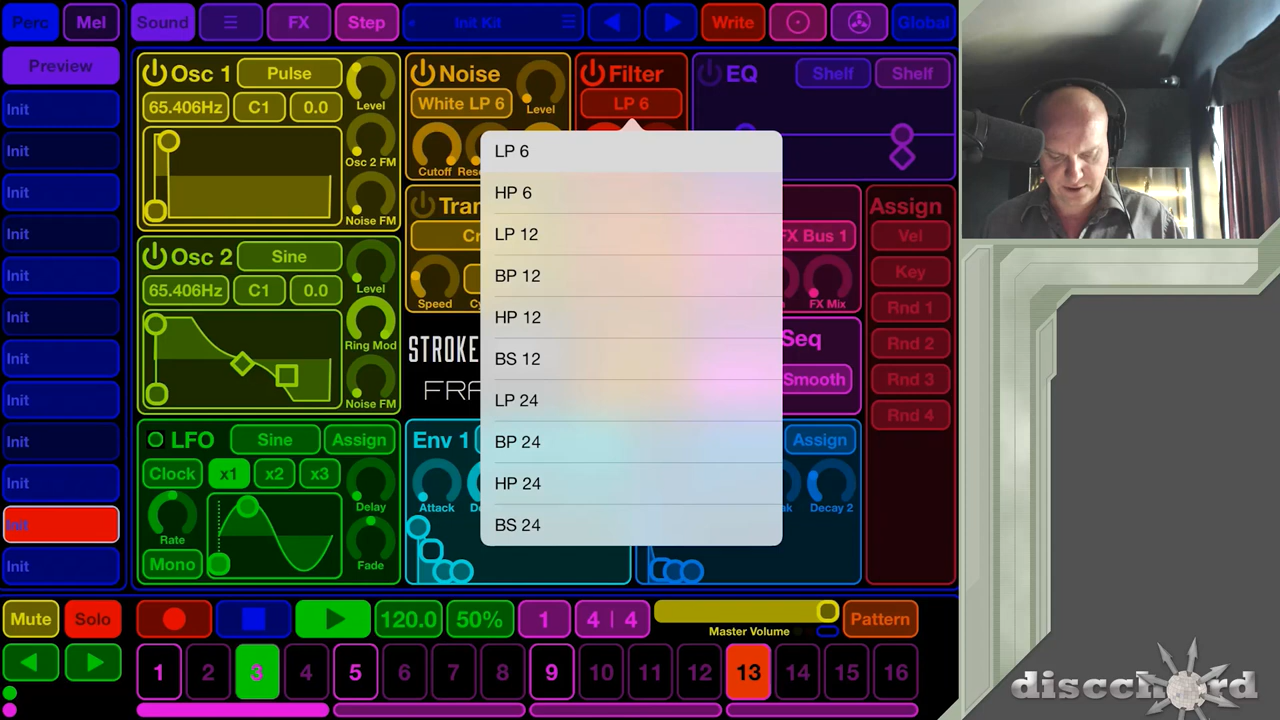 Perc Mel Sound FX Step Init Kit Write Global
Preview
Init
Init
Init
Init
Init
Init
Init
Init
Init
Init
Init
Init
Osc 1 Pulse
65.406Hz C1 0.0
Level
Osc 2 FM
Noise FM
Osc 2 Sine
65.406Hz C1 0.0
Level
Ring Mod
Noise FM
LFO Sine Assign
Clock x1 x2 x3
Delay
Rate
Mono
Fade
Noise
White LP 6
Level
Cutoff
Speed
Filter
LP 6
EQ Shelf Shelf
LP 6
HP 6
LP 12
BP 12
HP 12
BS 12
LP 24
BP 24
HP 24
BS 24
FX Bus 1
FX Mix
Seq
Smooth
Assign
Vel
Key
Rnd 1
Rnd 2
Rnd 3
Rnd 4
Env 1
Attack
Assign
Decay 2
Mute Solo 120.0 50% 1 4 | 4 Pattern
Master Volume
1 2 3 4 5 6 7 8 9 10 11 12 13 14 15 16
discchord